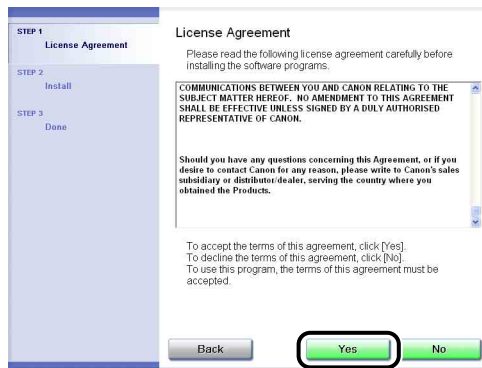 STEP 1
License Agreement
STEP 2
Install
STEP 3
Done
License Agreement
Please read the following license agreement carefully before
installing the software programs.
COMMUNICATIONS BETWEEN YOU AND CANON RELATING TO THE
SUBJECT MATTER HEREOF. NO AMENDMENT TO THIS AGREEMENT
SHALL BE EFFECTIVE UNLESS SIGNED BY A DULY AUTHORISED
REPRESENTATIVE OF CANON.
Should you have any questions concerning this Agreement, or if you
desire to contact Canon for any reason, please write to Canon's sales
subsidiary or distributor/dealer, serving the country where you
obtained the Products.
To accept the terms of this agreement, click [Yes].
To decline the terms of this agreement, click [No].
To use this program, the terms of this agreement must be
accepted.
Back Yes No